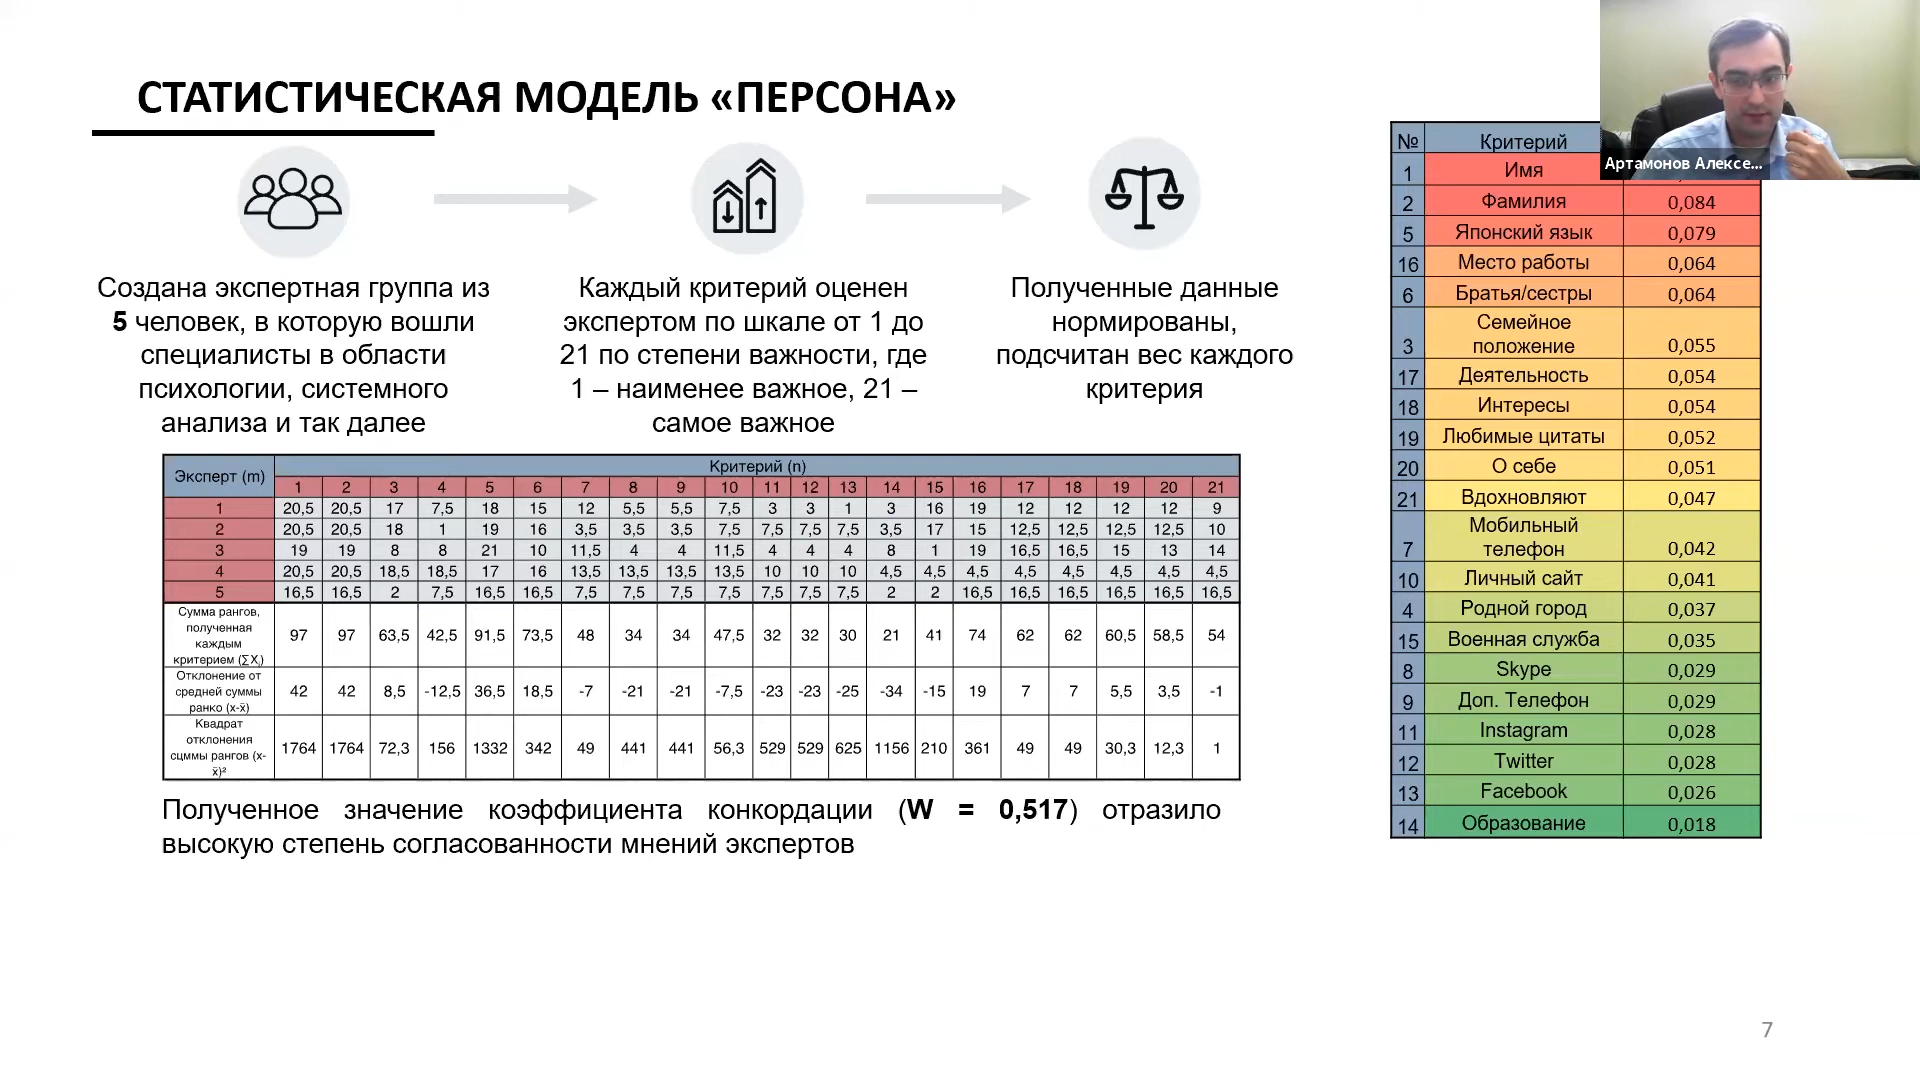 СТАТИСТИЧЕСКАЯ МОДЕЛЬ «ПЕРСОНА»
Создана экспертная группа из
5 человек, в которую вошли
специалисты в области
психологии, системного
анализа и так далее
Каждый критерий оценен
экспертом по шкале от 1 до
21 по степени важности, где
1 – наименее важное, 21 –
самое важное
Полученные данные
нормированы,
подсчитан вес каждого
критерия
Эксперт (m) Критерий (n)
1 2 3 4 5 6 7 8 9 10 11 12 13 14 15 16 17 18 19 20 21
1 20,5 20,5 17 7,5 18 15 12 5,5 5,5 7,5 3 3 1 3 16 19 12 12 12 12 9
2 20,5 20,5 18 1 19 16 3,5 3,5 3,5 7,5 7,5 7,5 7,5 3,5 17 15 12,5 12,5 12,5 12,5 10
3 19 19 8 8 21 10 11,5 4 4 11,5 4 4 4 8 1 19 16,5 16,5 15 13 14
4 20,5 20,5 18,5 18,5 17 16 13,5 13,5 13,5 13,5 10 10 10 4,5 4,5 4,5 4,5 4,5 4,5 4,5 4,5
5 16,5 16,5 2 7,5 16,5 16,5 7,5 7,5 7,5 7,5 7,5 7,5 7,5 2 2 16,5 16,5 16,5 16,5 16,5 16,5
Сумма рангов,
полученная
каждым
критерием (∑Xᵢ)
97 97 63,5 42,5 91,5 73,5 48 34 34 47,5 32 32 30 21 41 74 62 62 60,5 58,5 54
Отклонение от
средней суммы
ранко (x-x̄)
42 42 8,5 -12,5 36,5 18,5 -7 -21 -21 -7,5 -23 -23 -25 -34 -15 19 7 7 5,5 3,5 -1
Квадрат
отклонения
сцммы рангов (x-
x̄)²
1764 1764 72,3 156 1332 342 49 441 441 56,3 529 529 625 1156 210 361 49 49 30,3 12,3 1
Полученное значение коэффициента конкордации (W = 0,517) отразило
высокую степень согласованности мнений экспертов
№ Критерий
1 Имя
2 Фамилия 0,084
5 Японский язык 0,079
16 Место работы 0,064
6 Братья/сестры 0,064
3 Семейное
положение 0,055
17 Деятельность 0,054
18 Интересы 0,054
19 Любимые цитаты 0,052
20 О себе 0,051
21 Вдохновляют 0,047
7 Мобильный
телефон 0,042
10 Личный сайт 0,041
4 Родной город 0,037
15 Военная служба 0,035
8 Skype 0,029
9 Доп. Телефон 0,029
11 Instagram 0,028
12 Twitter 0,028
13 Facebook 0,026
14 Образование 0,018
Артамонов Алексе...
7